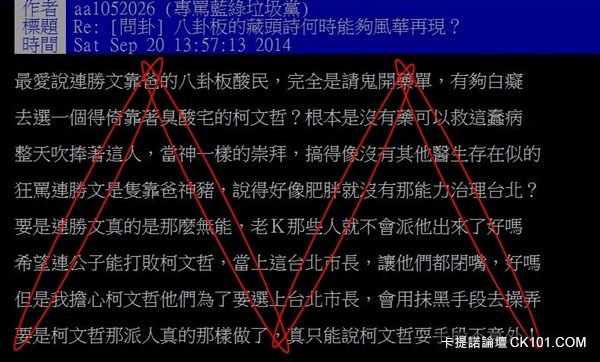 作者 aa1052026 (專罵藍綠垃圾黨)
標題 Re: [問卦] 八卦板的藏頭詩何時能夠風華再現？
時間 Sat Sep 20 13:57:13 2014
最愛說連勝文靠爸的八卦板酸民，完全是請鬼開藥單，有夠白癡
去選一個得倚靠著臭酸宅的柯文哲？根本是沒有藥可以救這蠢病
整天吹捧著這人，當神一樣的崇拜，搞得像沒有其他醫生存在似的
狂罵連勝文是隻靠爸神豬，說得好像肥胖就沒有那能力治理台北？
要是連勝文真的是那麼無能，老Ｋ那些人就不會派他出來了好嗎
希望連公子能打敗柯文哲，當上這台北市長，讓他們都閉嘴，好嗎
但是我擔心柯文哲他們為了要選上台北市長，會用抹黑手段去操弄
要是柯文哲那派人真的那樣做了，真只能說柯文哲耍手段不意外！
卡提諾論壇 CK101.COM